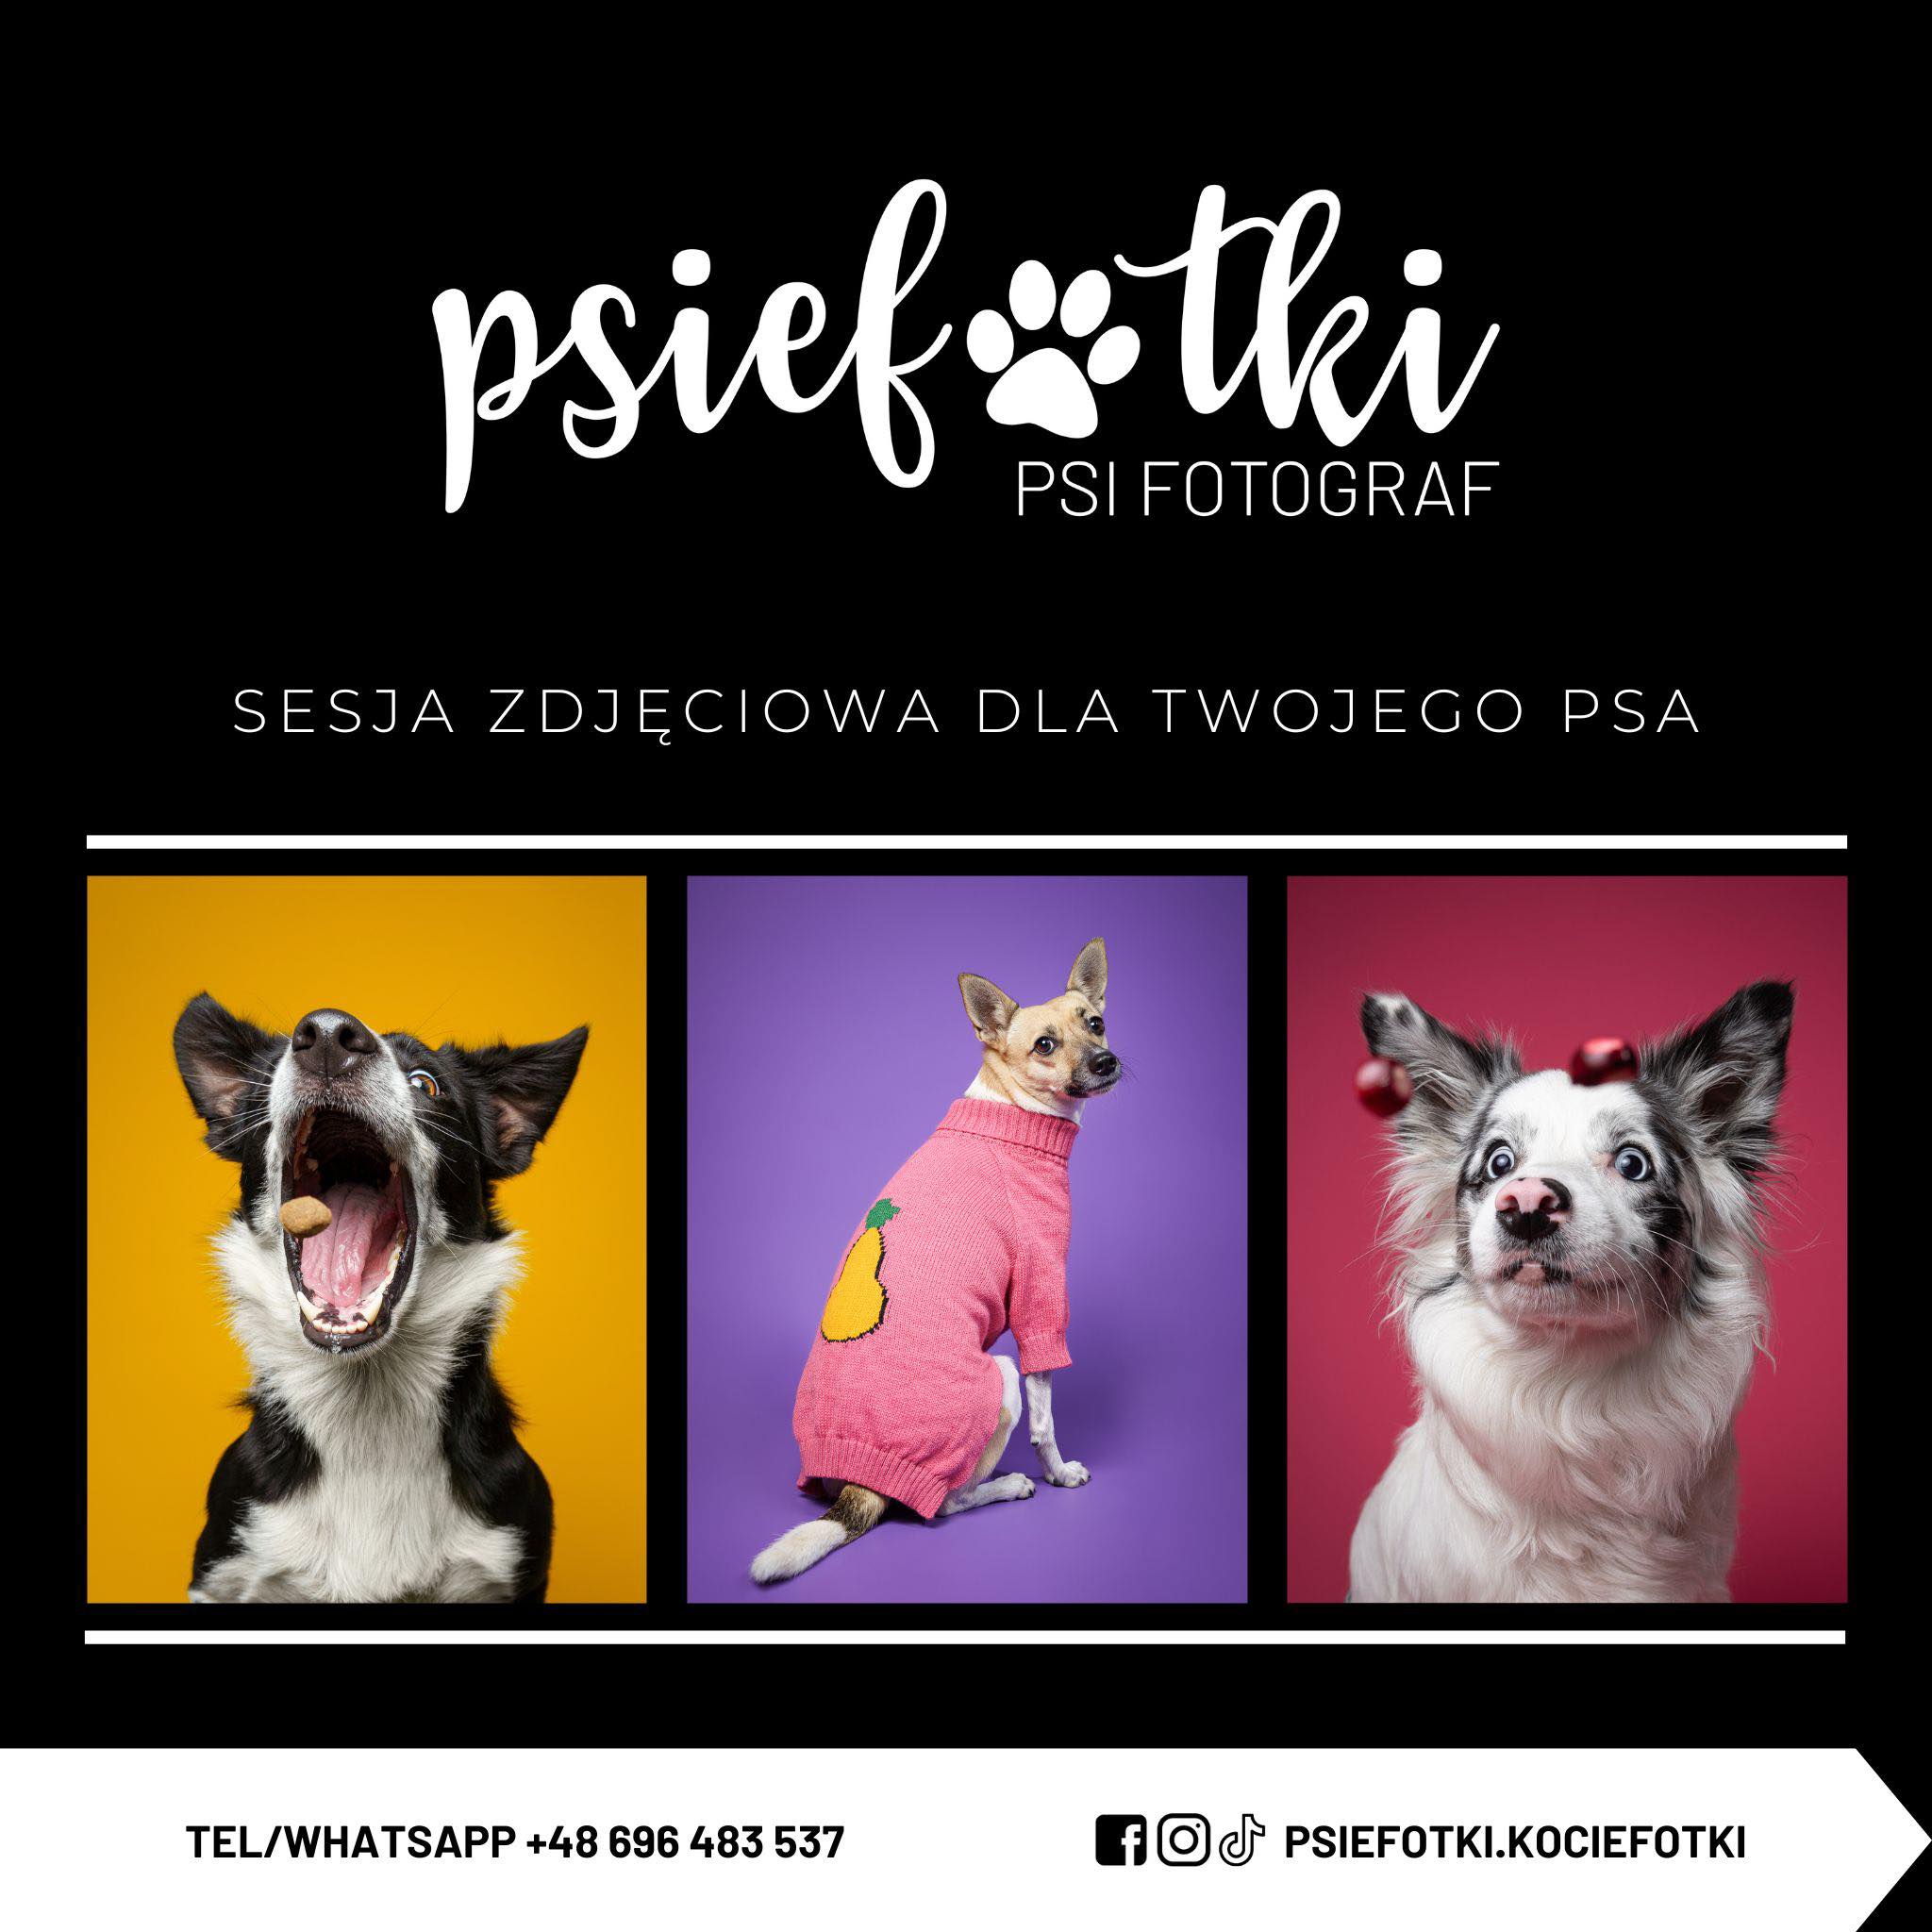 psiefotki
PSI FOTOGRAF
SESJA ZDJĘCIOWA DLA TWOJEGO PSA
TEL/WHATSAPP +48 696 483 537
PSIEFOTKI.KOCIEFOTKI